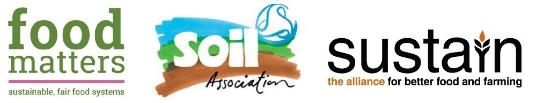 food
matters
sustainable, fair food systems
soil
Association
sustain
the alliance for better food and farming